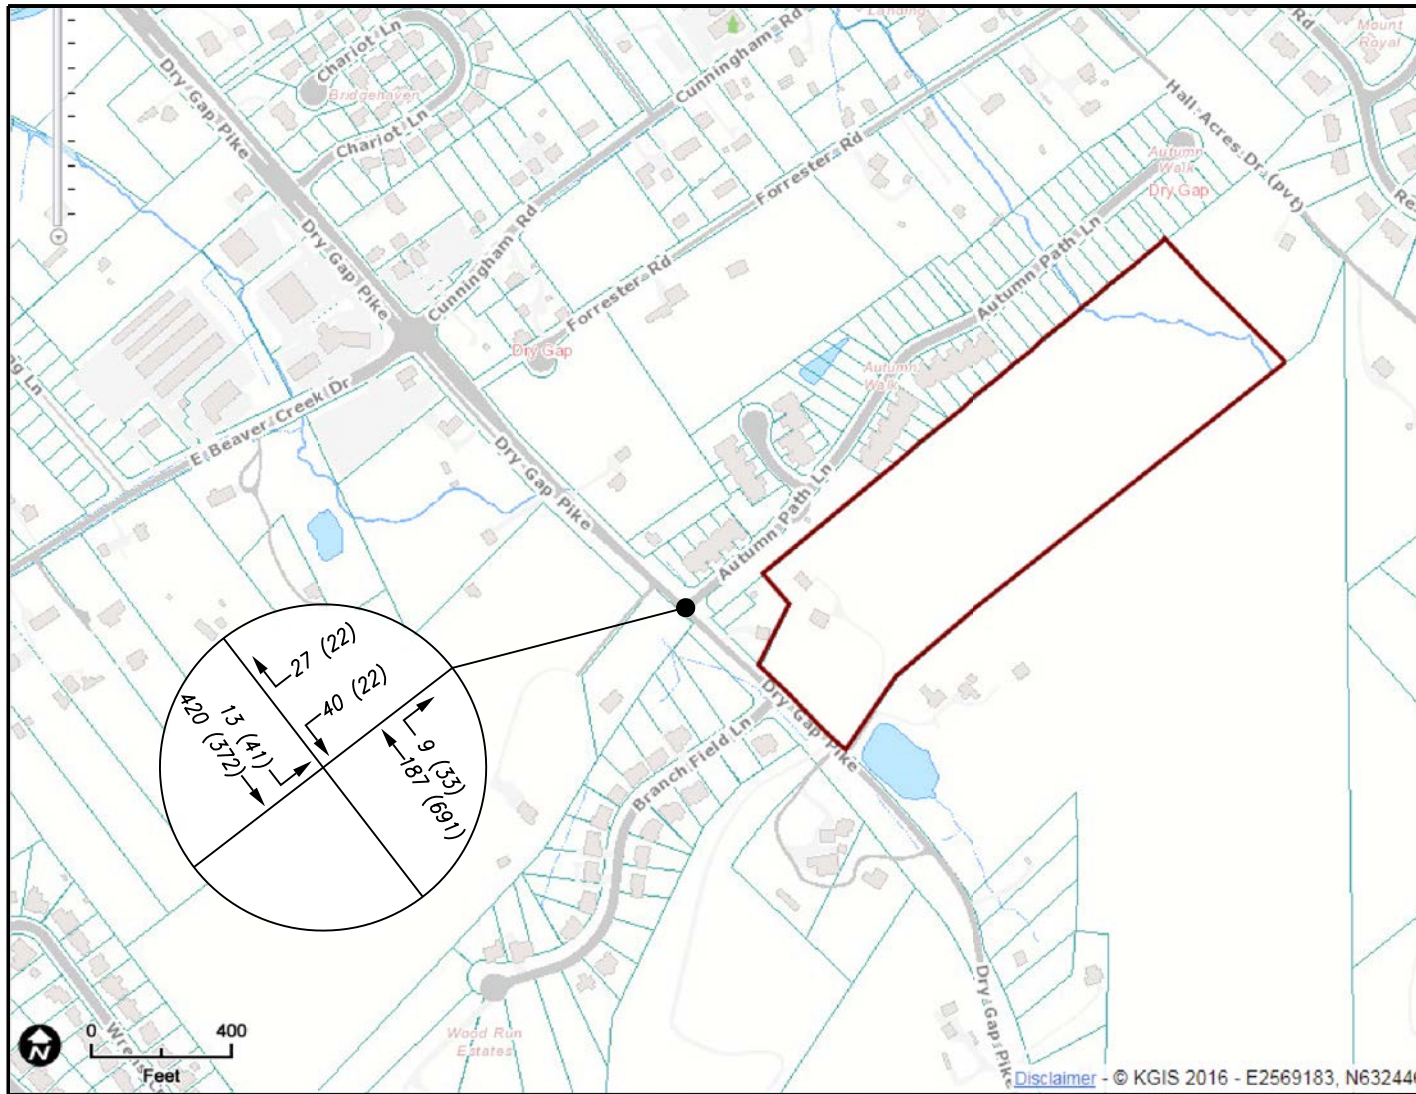 Landing
Mount
Royal
Rd
Chariot Ln
Cunningham Rd
Dry Gap Pike
Bridgehaven
Hall Acres Dr (pvt)
Chariot Ln
Autumn
Walk
Dry Gap
Forrester Rd
Dry Gap Pike
Cunningham Rd
Autumn Path Ln
Forrester Rd
Dry Gap
Autumn
Walk
E Beaver Creek Dr
Dry Gap Pike
Autumn Path Ln
27 (22)
40 (22)
13 (41)
420 (372)
9 (33)
187 (691)
Dry Gap Pike
Branch Field Ln
Dry Gap Pike
Wood Run
Estates
N
0 400
Feet
Disclaimer - © KGIS 2016 - E2569183, N632446